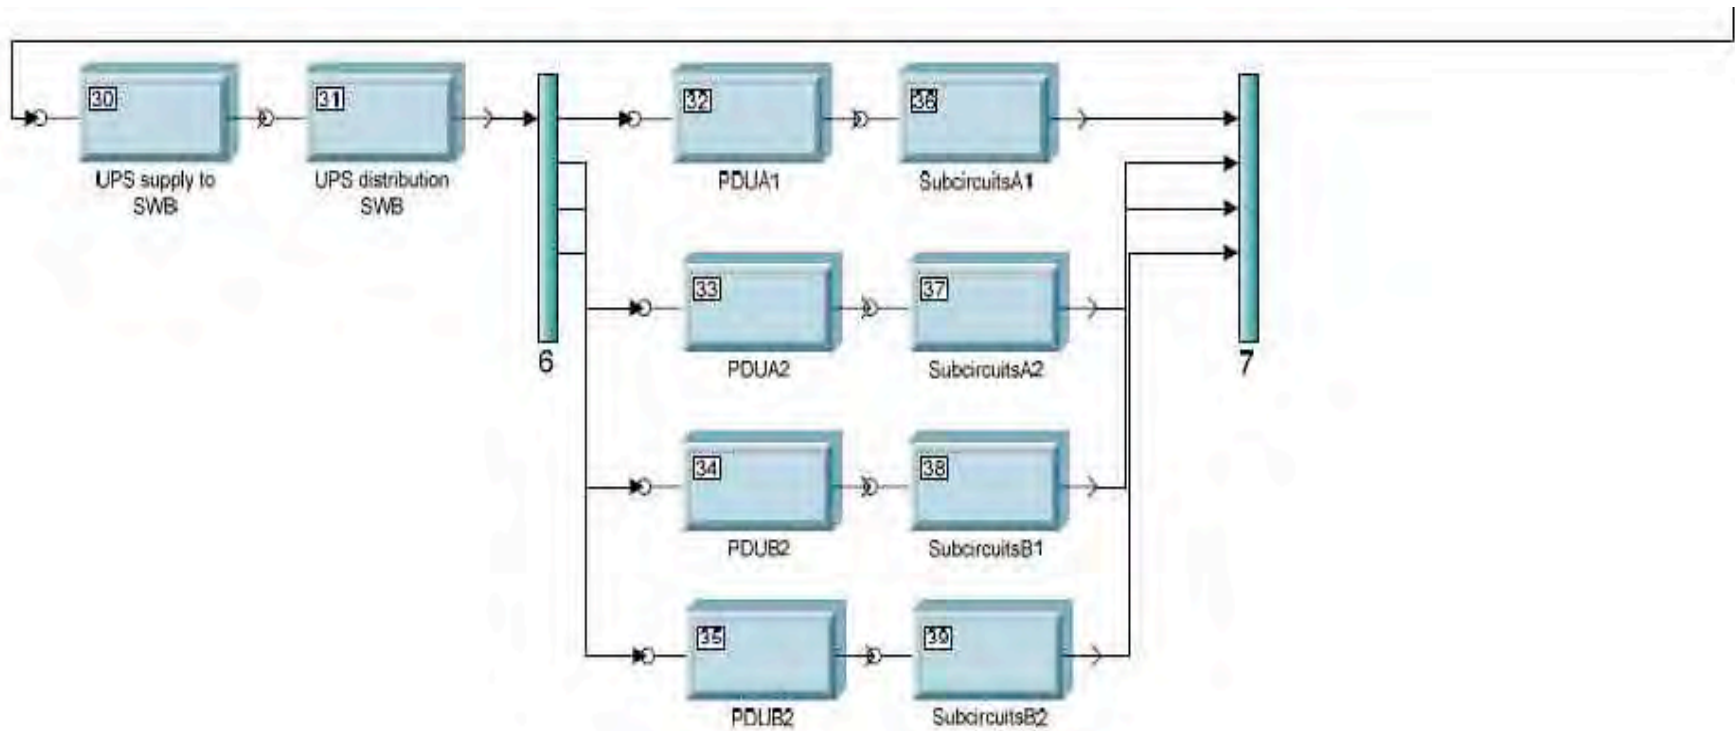 30
31
32
36
UPS supply to
SWB
UPS distribution
SWB
PDUA1
SubcircuitsA1
33
37
6
7
PDUA2
SubcircuitsA2
34
38
PDUB2
SubcircuitsB1
35
39
PDUB2
SubcircuitsB2